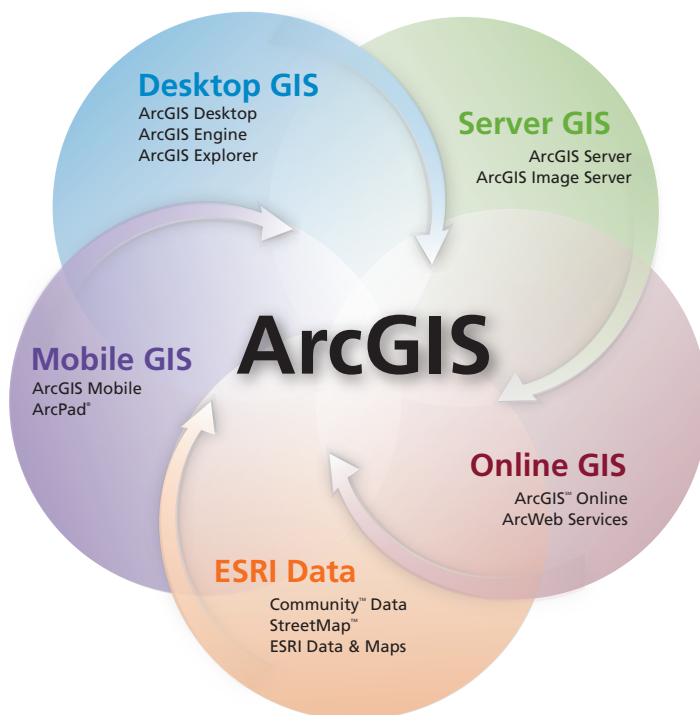 Desktop GIS
ArcGIS Desktop
ArcGIS Engine
ArcGIS Explorer
Server GIS
ArcGIS Server
ArcGIS Image Server
ArcGIS
Mobile GIS
ArcGIS Mobile
ArcPad®
Online GIS
ArcGIS℠ Online
ArcWeb Services
ESRI Data
Community™ Data
StreetMap™
ESRI Data & Maps